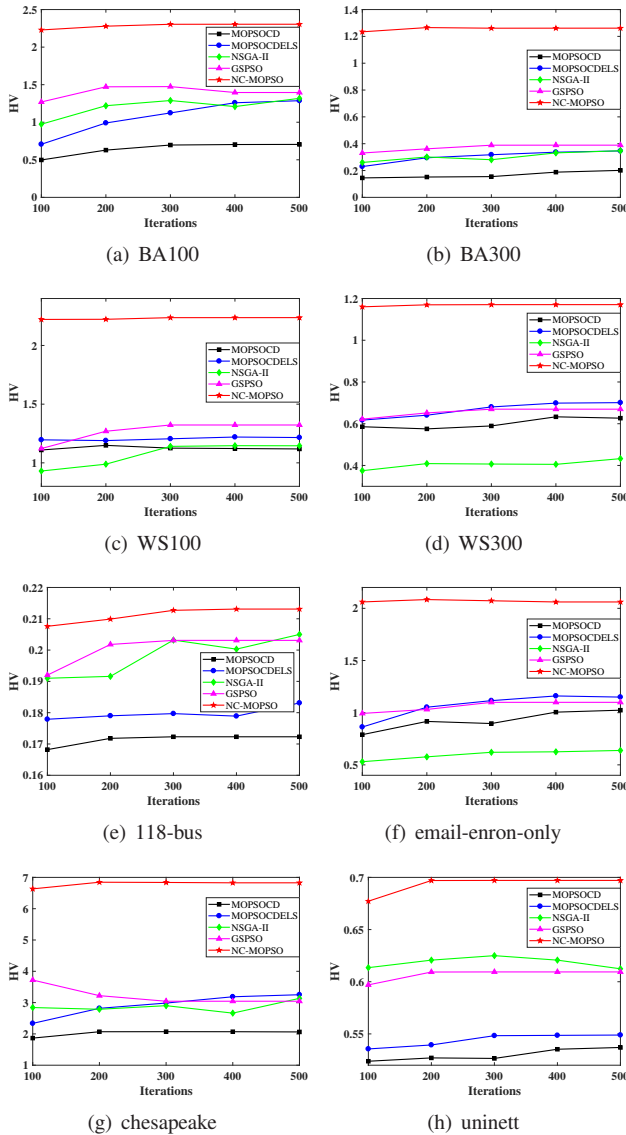 2.5
2
1.5
1
0.5
0
HV
100 200 300 400 500
Iterations
MOPSOCD
MOPSOCDELS
NSGA-II
GSPSO
NC-MOPSO
(a) BA100
1.4
1.2
1
0.8
0.6
0.4
0.2
0
HV
100 200 300 400 500
Iterations
MOPSOCD
MOPSOCDELS
NSGA-II
GSPSO
NC-MOPSO
(b) BA300
2
1.5
1
HV
100 200 300 400 500
Iterations
MOPSOCD
MOPSOCDELS
NSGA-II
GSPSO
NC-MOPSO
(c) WS100
1.2
1
0.8
0.6
0.4
HV
100 200 300 400 500
Iterations
MOPSOCD
MOPSOCDELS
NSGA-II
GSPSO
NC-MOPSO
(d) WS300
0.22
0.21
0.2
0.19
0.18
0.17
0.16
HV
100 200 300 400 500
Iterations
MOPSOCD
MOPSOCDELS
NSGA-II
GSPSO
NC-MOPSO
(e) 118-bus
2
1.5
1
0.5
HV
100 200 300 400 500
Iterations
MOPSOCD
MOPSOCDELS
NSGA-II
GSPSO
NC-MOPSO
(f) email-enron-only
7
6
5
4
3
2
1
HV
100 200 300 400 500
Iterations
MOPSOCD
MOPSOCDELS
NSGA-II
GSPSO
NC-MOPSO
(g) chesapeake
0.7
0.65
0.6
0.55
HV
100 200 300 400 500
Iterations
MOPSOCD
MOPSOCDELS
NSGA-II
GSPSO
NC-MOPSO
(h) uninett